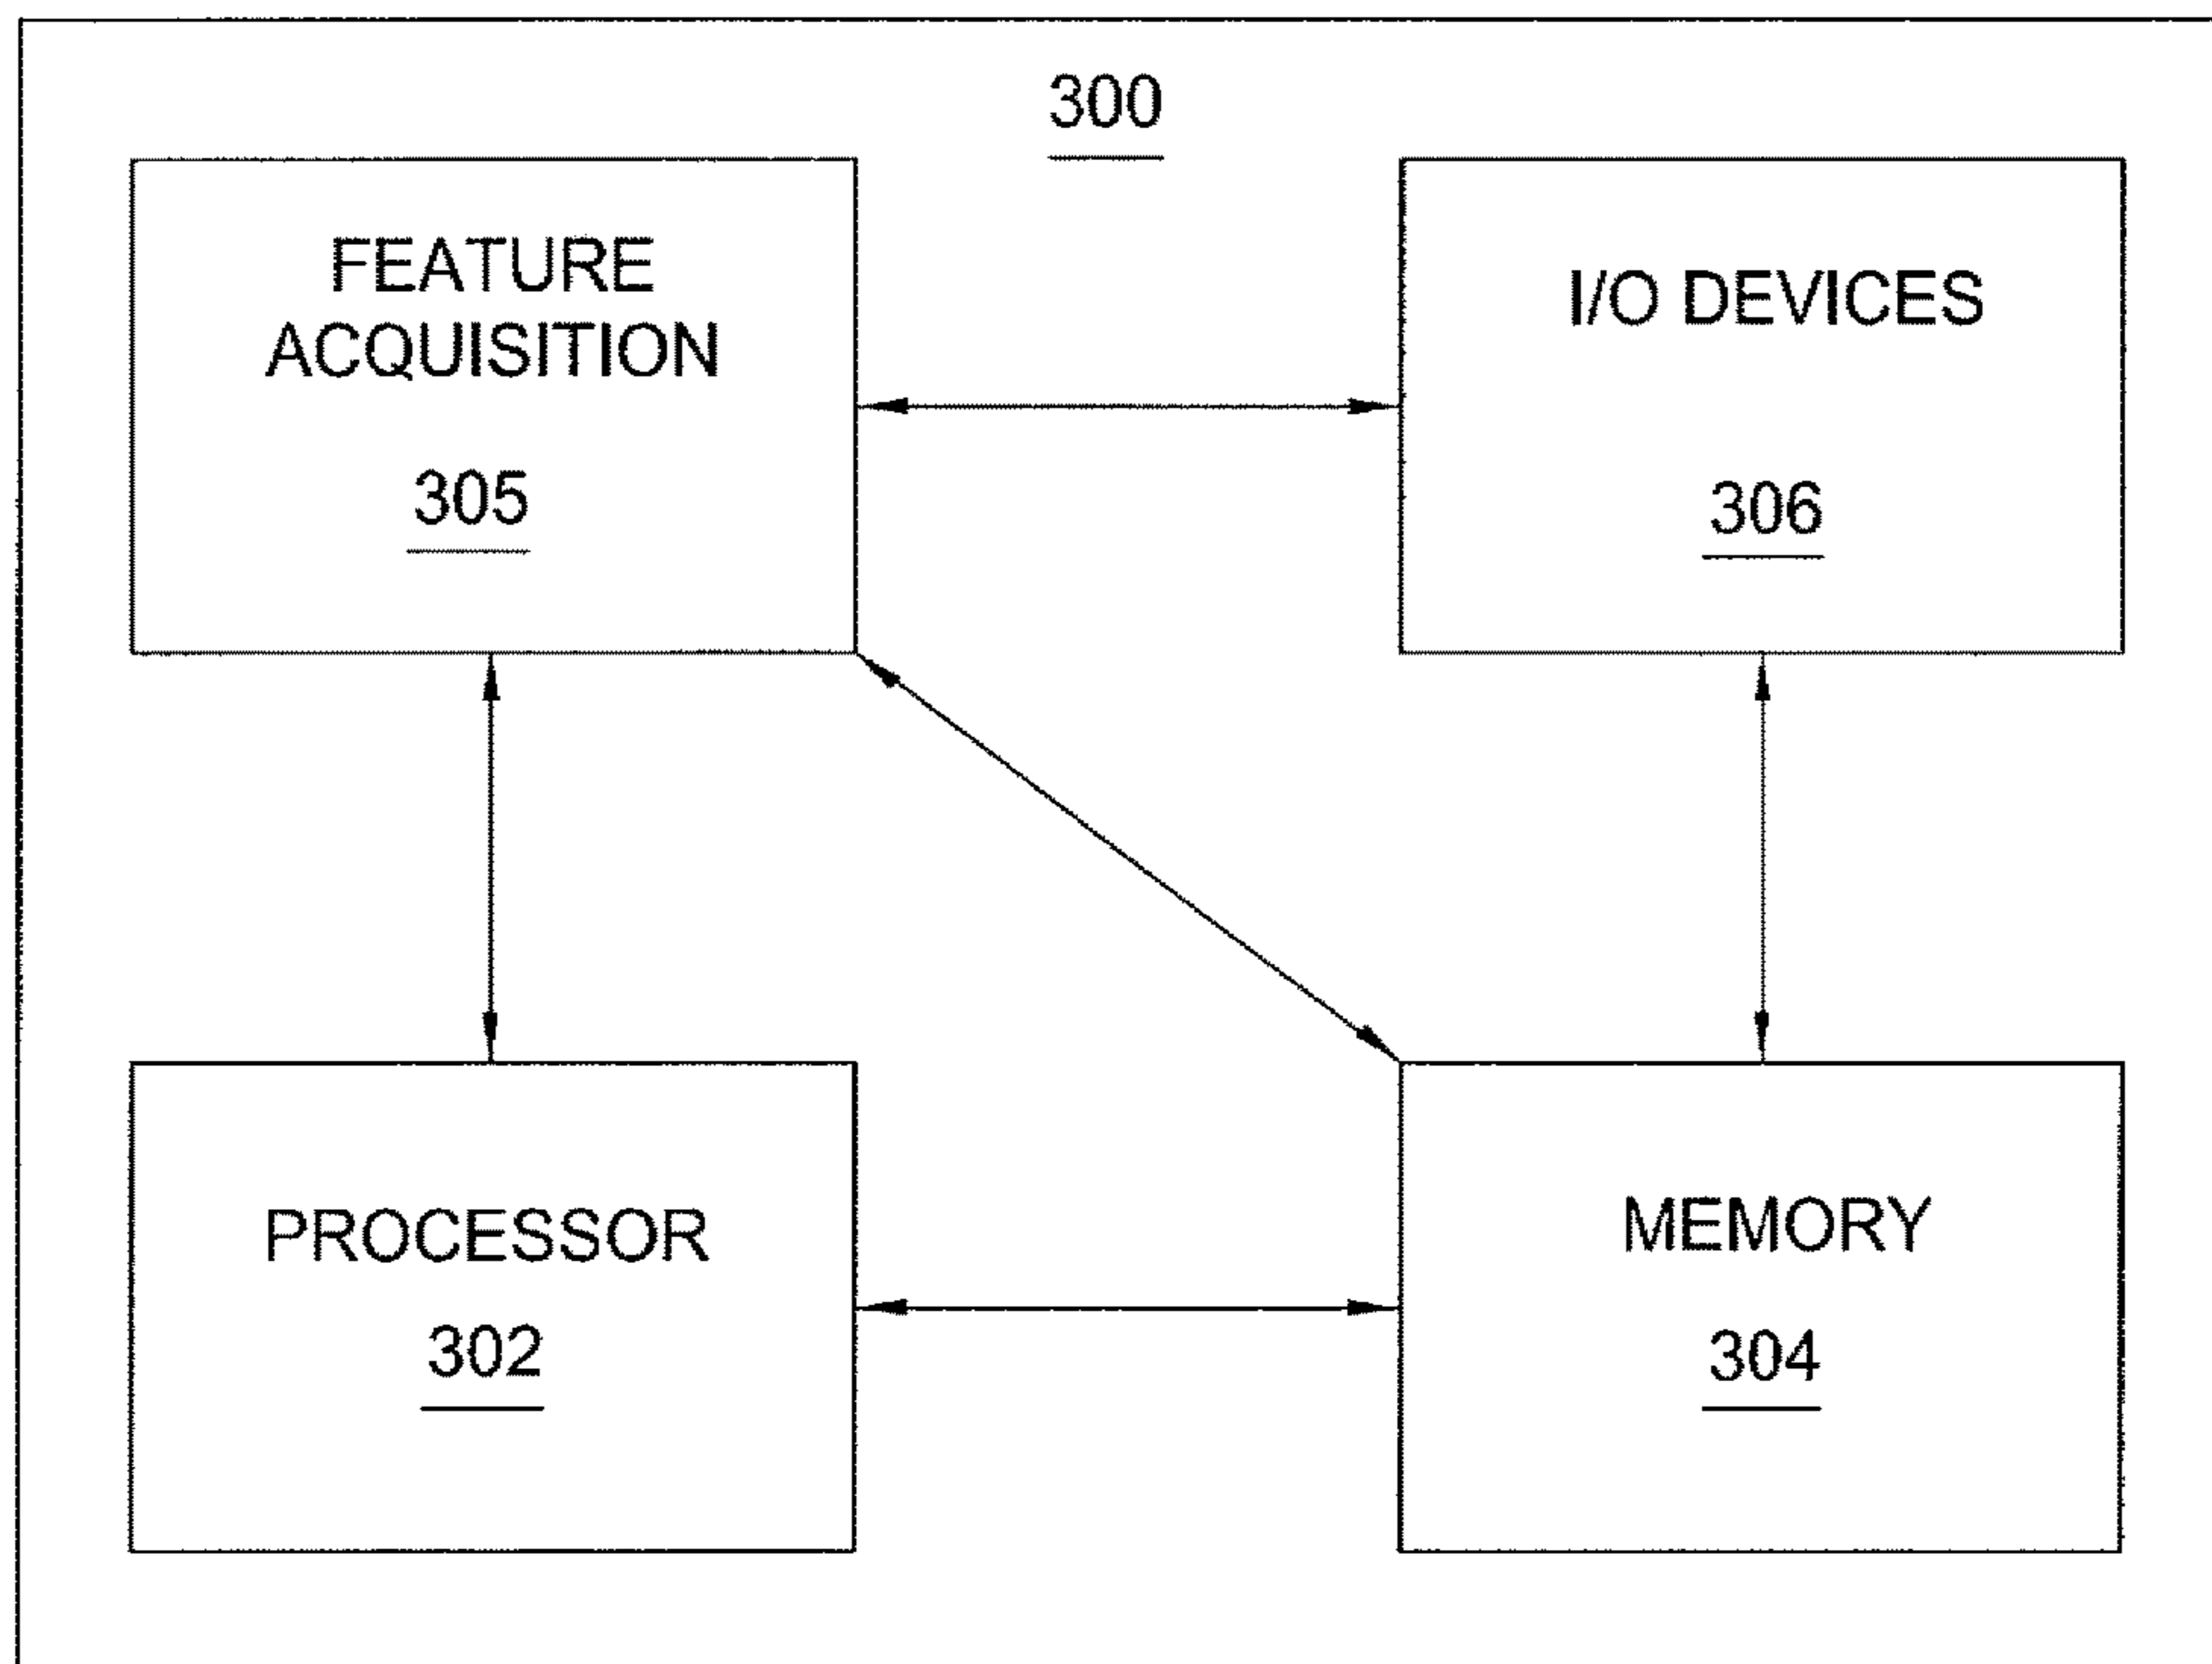 300
FEATURE
ACQUISITION
305
I/O DEVICES
306
PROCESSOR
302
MEMORY
304